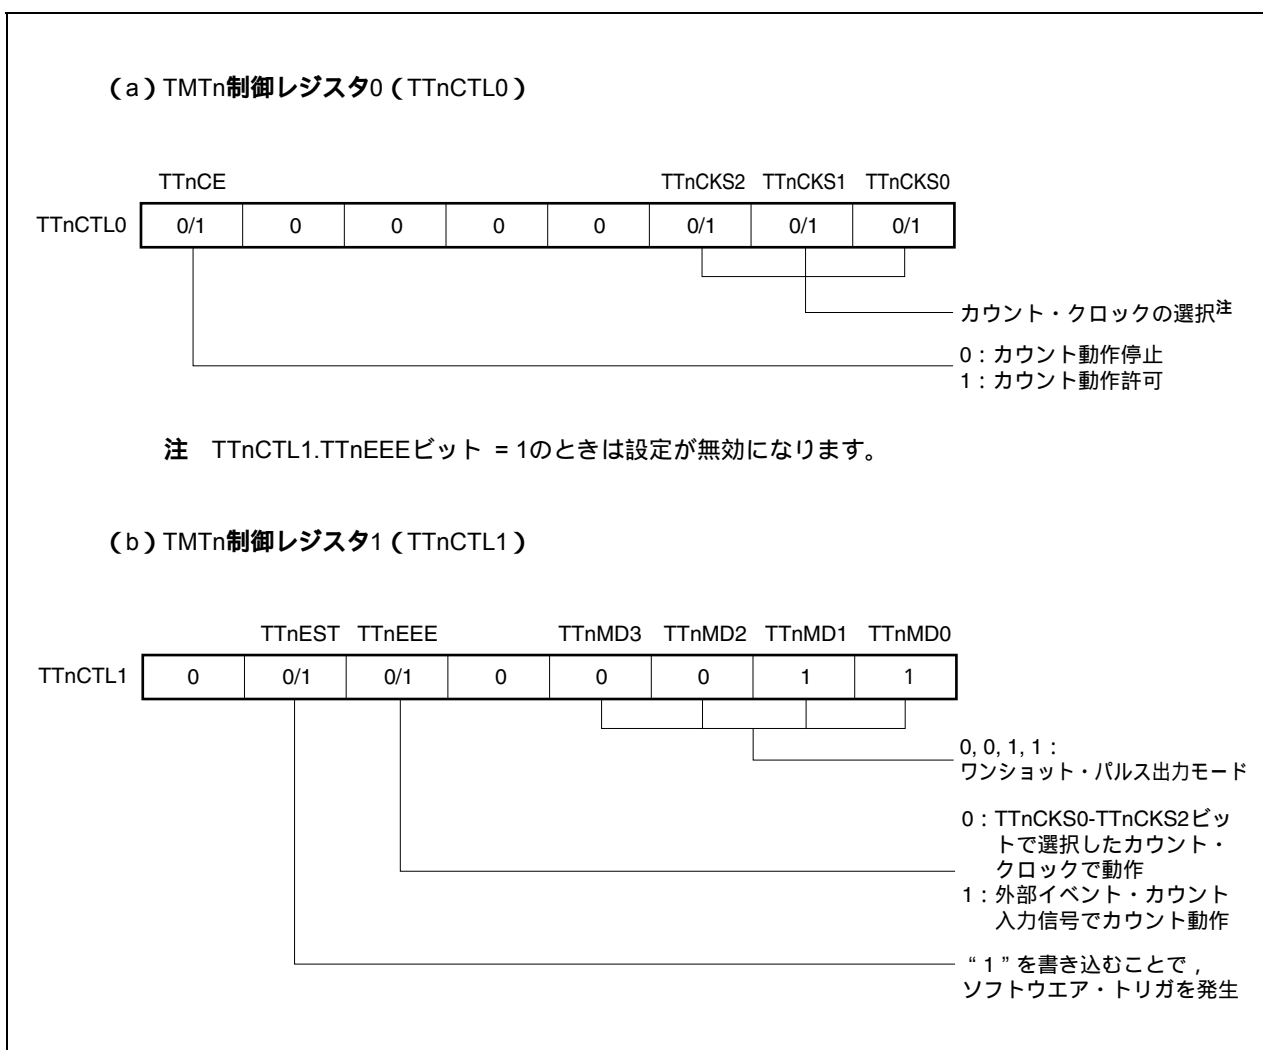 （a）TMTn制御レジスタ0（TTnCTL0）
TTnCE TTnCKS2 TTnCKS1 TTnCKS0
TTnCTL0 0/1 0 0 0 0 0/1 0/1 0/1
カウント・クロックの選択注
0：カウント動作停止
1：カウント動作許可
注 TTnCTL1.TTnEEEビット = 1のときは設定が無効になります。
（b）TMTn制御レジスタ1（TTnCTL1）
TTnEST TTnEEE TTnMD3 TTnMD2 TTnMD1 TTnMD0
TTnCTL1 0 0/1 0/1 0 0 0 1 1
0, 0, 1, 1：
ワンショット・パルス出力モード
0：TTnCKS0-TTnCKS2ビッ
トで選択したカウント・
クロックで動作
1：外部イベント・カウント
入力信号でカウント動作
“1”を書き込むことで，
ソフトウエア・トリガを発生